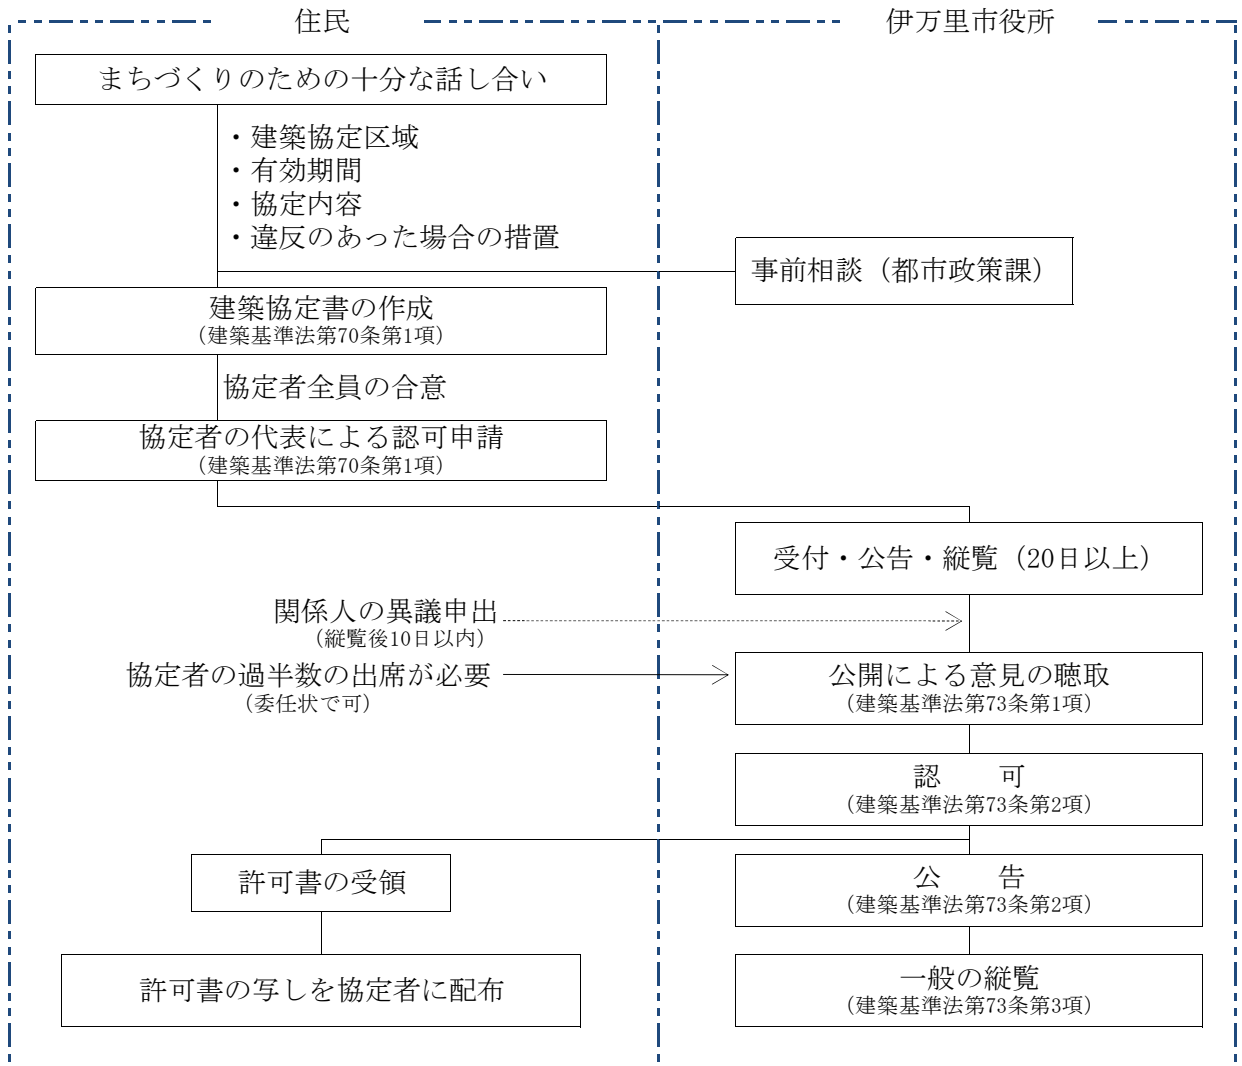 住民
伊万里市役所
まちづくりのための十分な話し合い
・建築協定区域
・有効期間
・協定内容
・違反のあった場合の措置
事前相談（都市政策課）
建築協定書の作成
（建築基準法第70条第1項）
協定者全員の合意
協定者の代表による認可申請
（建築基準法第70条第1項）
受付・公告・縦覧（20日以上）
関係人の異議申出
（縦覧後10日以内）
協定者の過半数の出席が必要
（委任状で可）
公開による意見の聴取
（建築基準法第73条第1項）
認　　可
（建築基準法第73条第2項）
許可書の受領
公　　告
（建築基準法第73条第2項）
許可書の写しを協定者に配布
一般の縦覧
（建築基準法第73条第3項）